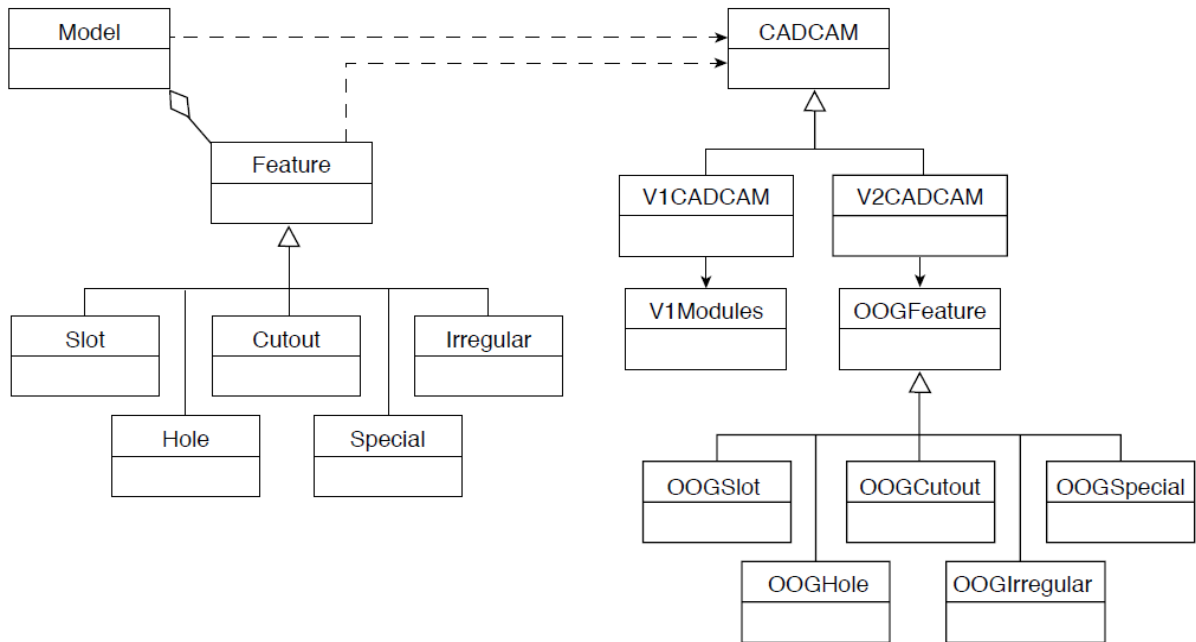 Model
CADCAM
Feature
V1CADCAM
V2CADCAM
V1Modules
OOGFeature
Slot
Cutout
Irregular
Hole
Special
OOGSlot
OOGCutout
OOGSpecial
OOGHole
OOGIrregular